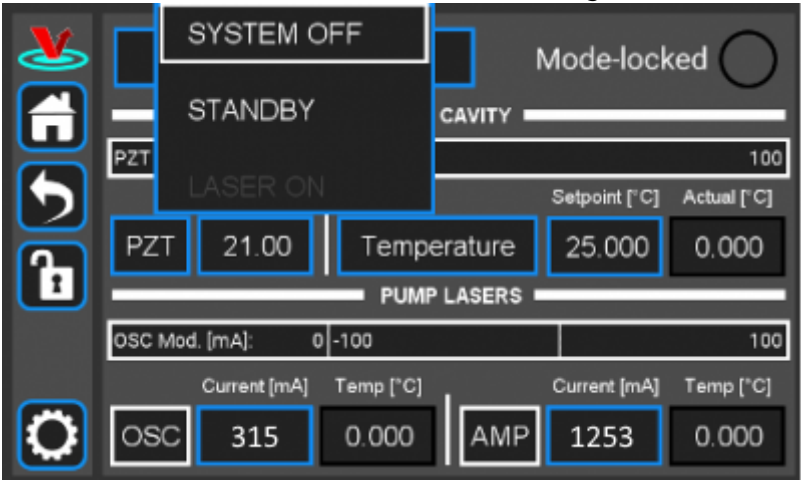 SYSTEM OFF
STANDBY
LASER ON
Mode-locked
CAVITY
PZT 100
Setpoint [°C] Actual [°C]
PZT 21.00 Temperature 25.000 0.000
PUMP LASERS
OSC Mod. [mA]: 0 -100 100
Current [mA] Temp [°C] Current [mA] Temp [°C]
OSC 315 0.000 AMP 1253 0.000